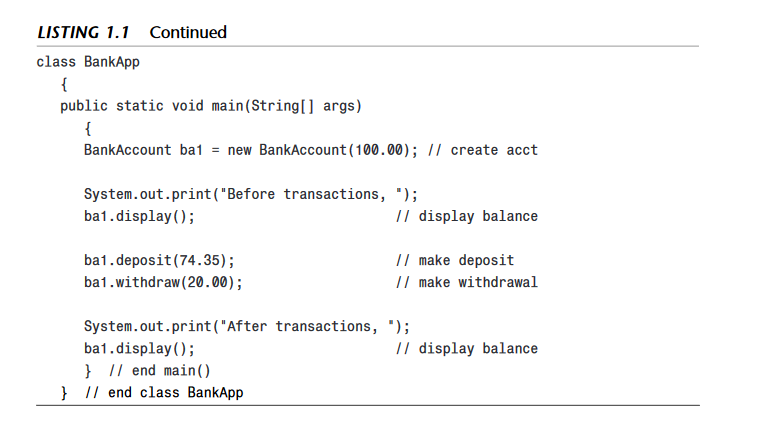 LISTING 1.1 Continued
class BankApp
{
public static void main(String[] args)
{
BankAccount ba1 = new BankAccount(100.00); // create acct
System.out.print("Before transactions, ");
ba1.display(); // display balance
ba1.deposit(74.35); // make deposit
ba1.withdraw(20.00); // make withdrawal
System.out.print("After transactions, ");
ba1.display(); // display balance
} // end main()
} // end class BankApp